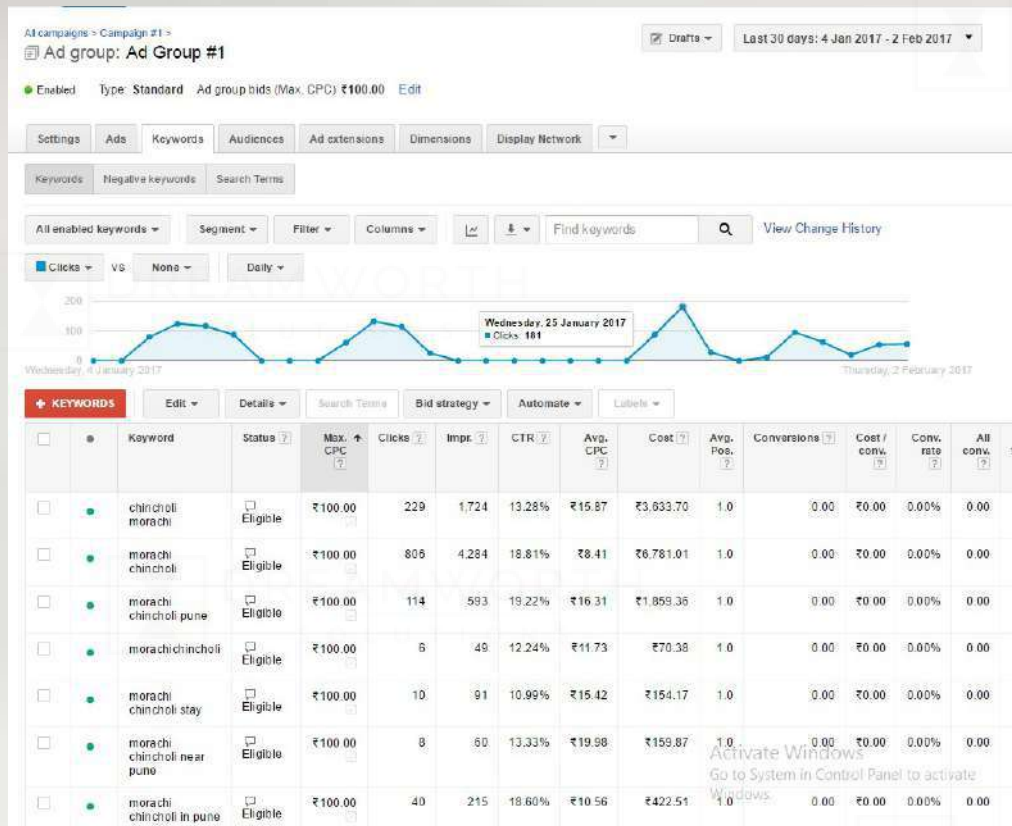 All campaigns > Campaign #1 >
Ad group: Ad Group #1
Drafts
Last 30 days: 4 Jan 2017 - 2 Feb 2017
Enabled Type: Standard Ad group bids (Max. CPC) ₹100.00 Edit
Settings Ads Keywords Audiences Ad extensions Dimensions Display Network
Keywords Negative keywords Search Terms
All enabled keywords Segment Filter Columns Find keywords View Change History
Clicks VS None Daily
DREAMWORTH
200
100
0
Wednesday, 25 January 2017
Clicks: 181
Wednesday, 4 January 2017 Thursday, 2 February 2017
+ KEYWORDS Edit Details Search Terms Bid strategy Automate Labels
Keyword Status ? Max. CPC ? Clicks ? Impr. ? CTR ? Avg. CPC ? Cost ? Avg. Pos. ? Conversions ? Cost / conv. ? Conv. rate ? All conv. ?
chincholi morachi Eligible ₹100.00 229 1,724 13.28% ₹15.87 ₹3,633.70 1.0 0.00 ₹0.00 0.00% 0.00
morachi chincholi Eligible ₹100.00 806 4,284 18.81% ₹8.41 ₹6,781.01 1.0 0.00 ₹0.00 0.00% 0.00
DREAMWORTH
morachi chincholi pune Eligible ₹100.00 114 593 19.22% ₹16.31 ₹1,859.36 1.0 0.00 ₹0.00 0.00% 0.00
morachichincholi Eligible ₹100.00 6 49 12.24% ₹11.73 ₹70.38 1.0 0.00 ₹0.00 0.00% 0.00
morachi chincholi stay Eligible ₹100.00 10 91 10.99% ₹15.42 ₹154.17 1.0 0.00 ₹0.00 0.00% 0.00
morachi chincholi near pune Eligible ₹100.00 8 60 13.33% ₹19.98 ₹159.87 1.0 0.00 ₹0.00 0.00% 0.00
Activate Windows
Go to System in Control Panel to activate
Windows.
morachi chincholi in pune Eligible ₹100.00 40 215 18.60% ₹10.56 ₹422.51 1.0 0.00 ₹0.00 0.00% 0.00